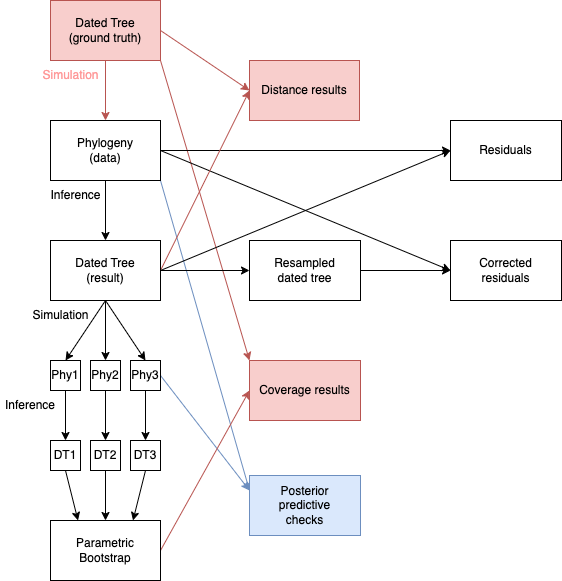 Dated Tree
(ground truth)
Simulation
Distance results
Phylogeny
(data)
Residuals
Inference
Dated Tree
(result)
Resampled
dated tree
Corrected
residuals
Simulation
Phy1
Phy2
Phy3
Coverage results
Inference
DT1
DT2
DT3
Posterior
predictive
checks
Parametric
Bootstrap